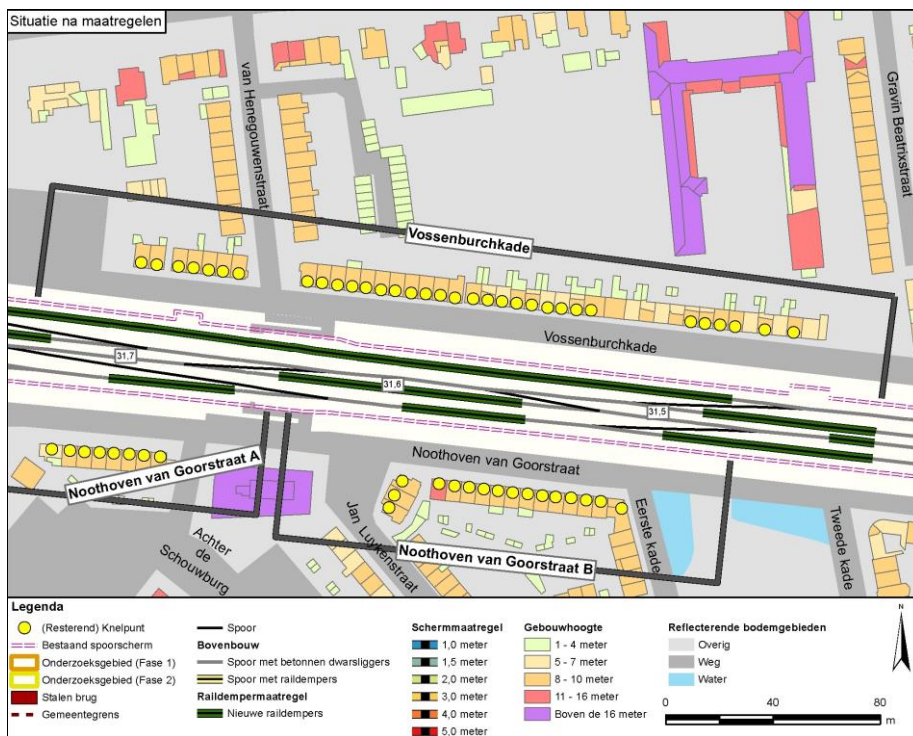 Situatie na maatregelen
van Henegouwenstraat
Gravin Beatrixstraat
Vossenburchkade
Vossenburchkade
31,7
31,6
31,5
Noothoven van Goorstraat
Noothoven van Goorstraat A
Achter
de
Schouwburg
Jan Luykenstraat
Noothoven van Goorstraat B
Eerste kade
Tweede kade
Legenda
(Resterend) Knelpunt
Bestaand spoorscherm
Onderzoeksgebied (Fase 1)
Onderzoeksgebied (Fase 2)
Stalen brug
Gemeentegrens
Spoor
Bovenbouw
Spoor met betonnen dwarsliggers
Spoor met raildempers
Raildempermaatregel
Nieuwe raildempers
Schermmaatregel
1,0 meter
1,5 meter
2,0 meter
3,0 meter
4,0 meter
5,0 meter
Gebouwhoogte
1 - 4 meter
5 - 7 meter
8 - 10 meter
11 - 16 meter
Boven de 16 meter
Reflecterende bodemgebieden
Overig
Weg
Water
N
0 40 80
m